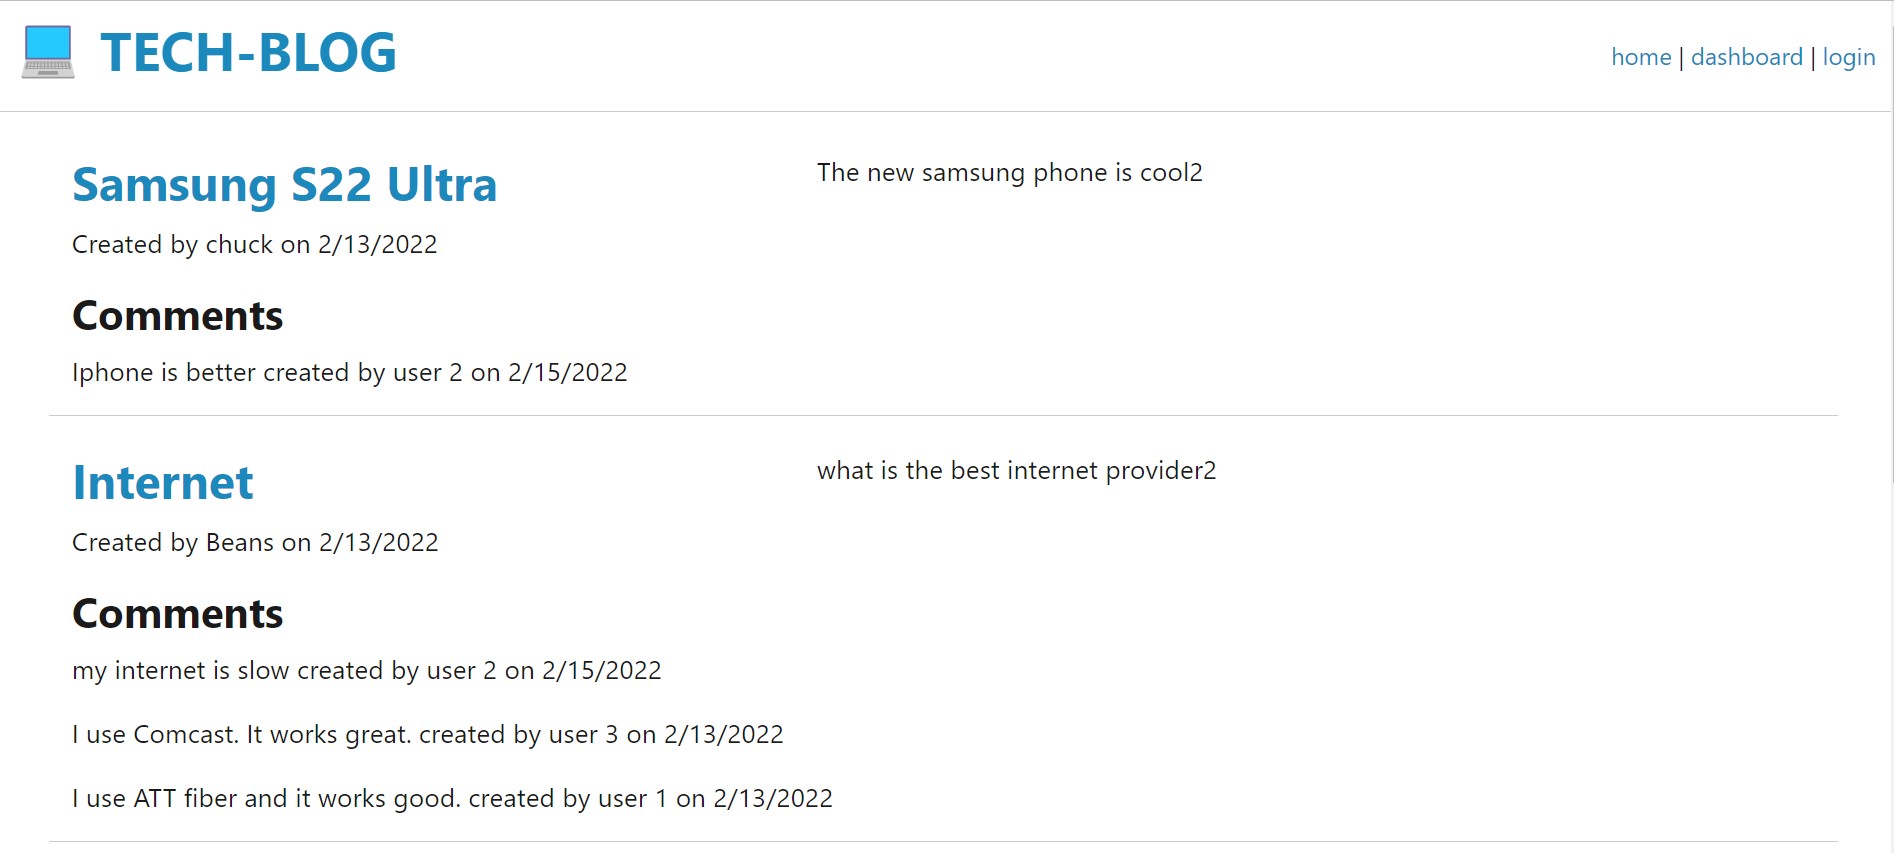 TECH-BLOG
home | dashboard | login
Samsung S22 Ultra
The new samsung phone is cool2
Created by chuck on 2/13/2022
Comments
Iphone is better created by user 2 on 2/15/2022
Internet
what is the best internet provider2
Created by Beans on 2/13/2022
Comments
my internet is slow created by user 2 on 2/15/2022
I use Comcast. It works great. created by user 3 on 2/13/2022
I use ATT fiber and it works good. created by user 1 on 2/13/2022